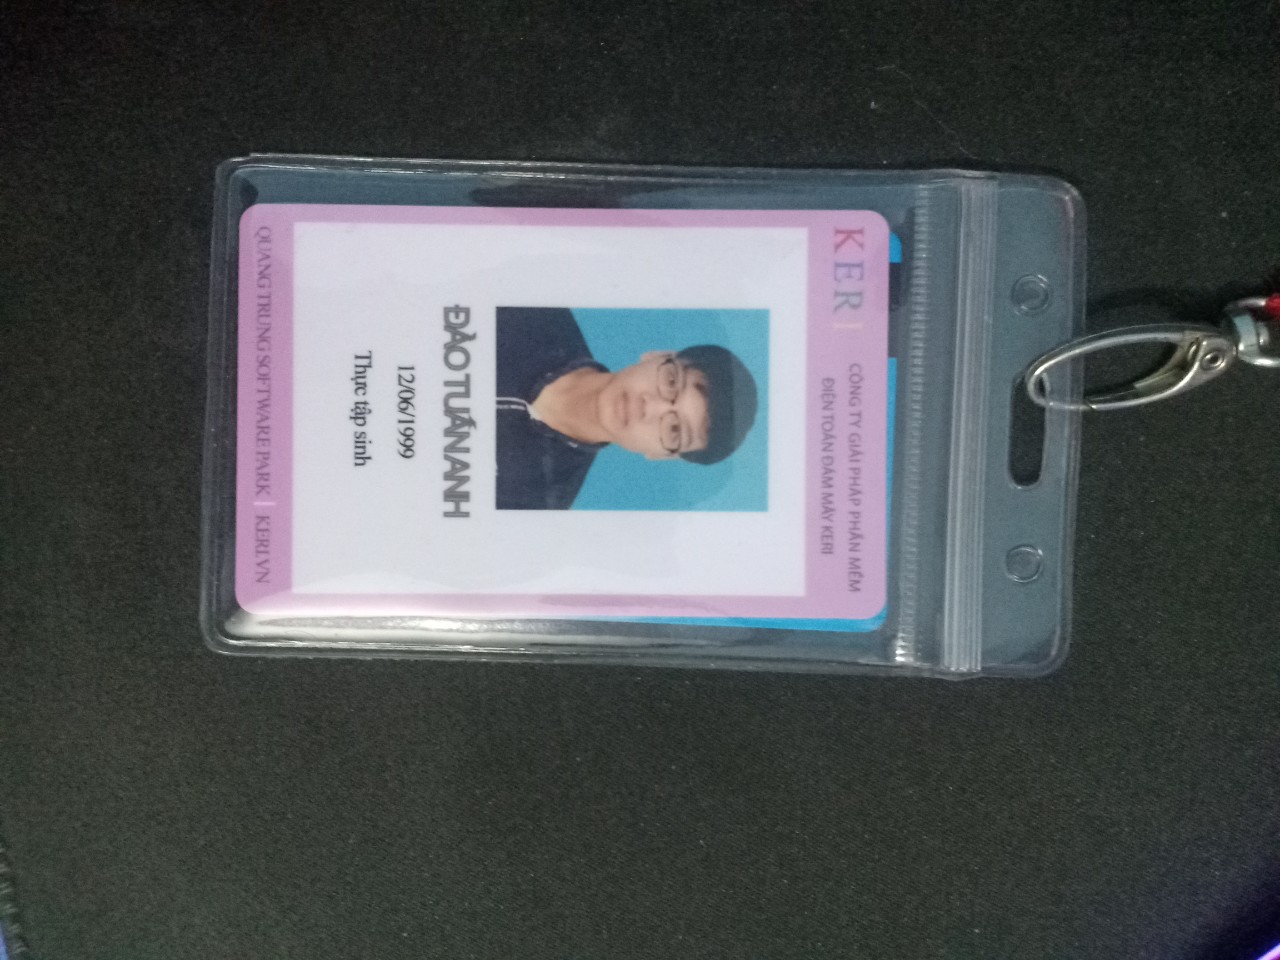 KERI
CÔNG TY GIẢI PHÁP PHẦN MỀM
ĐIỆN TOÁN ĐÁM MÂY KERI
ĐÀO TUẤN ANH
12/06/1999
Thực tập sinh
QUANG TRUNG SOFTWARE PARK | KERI.VN